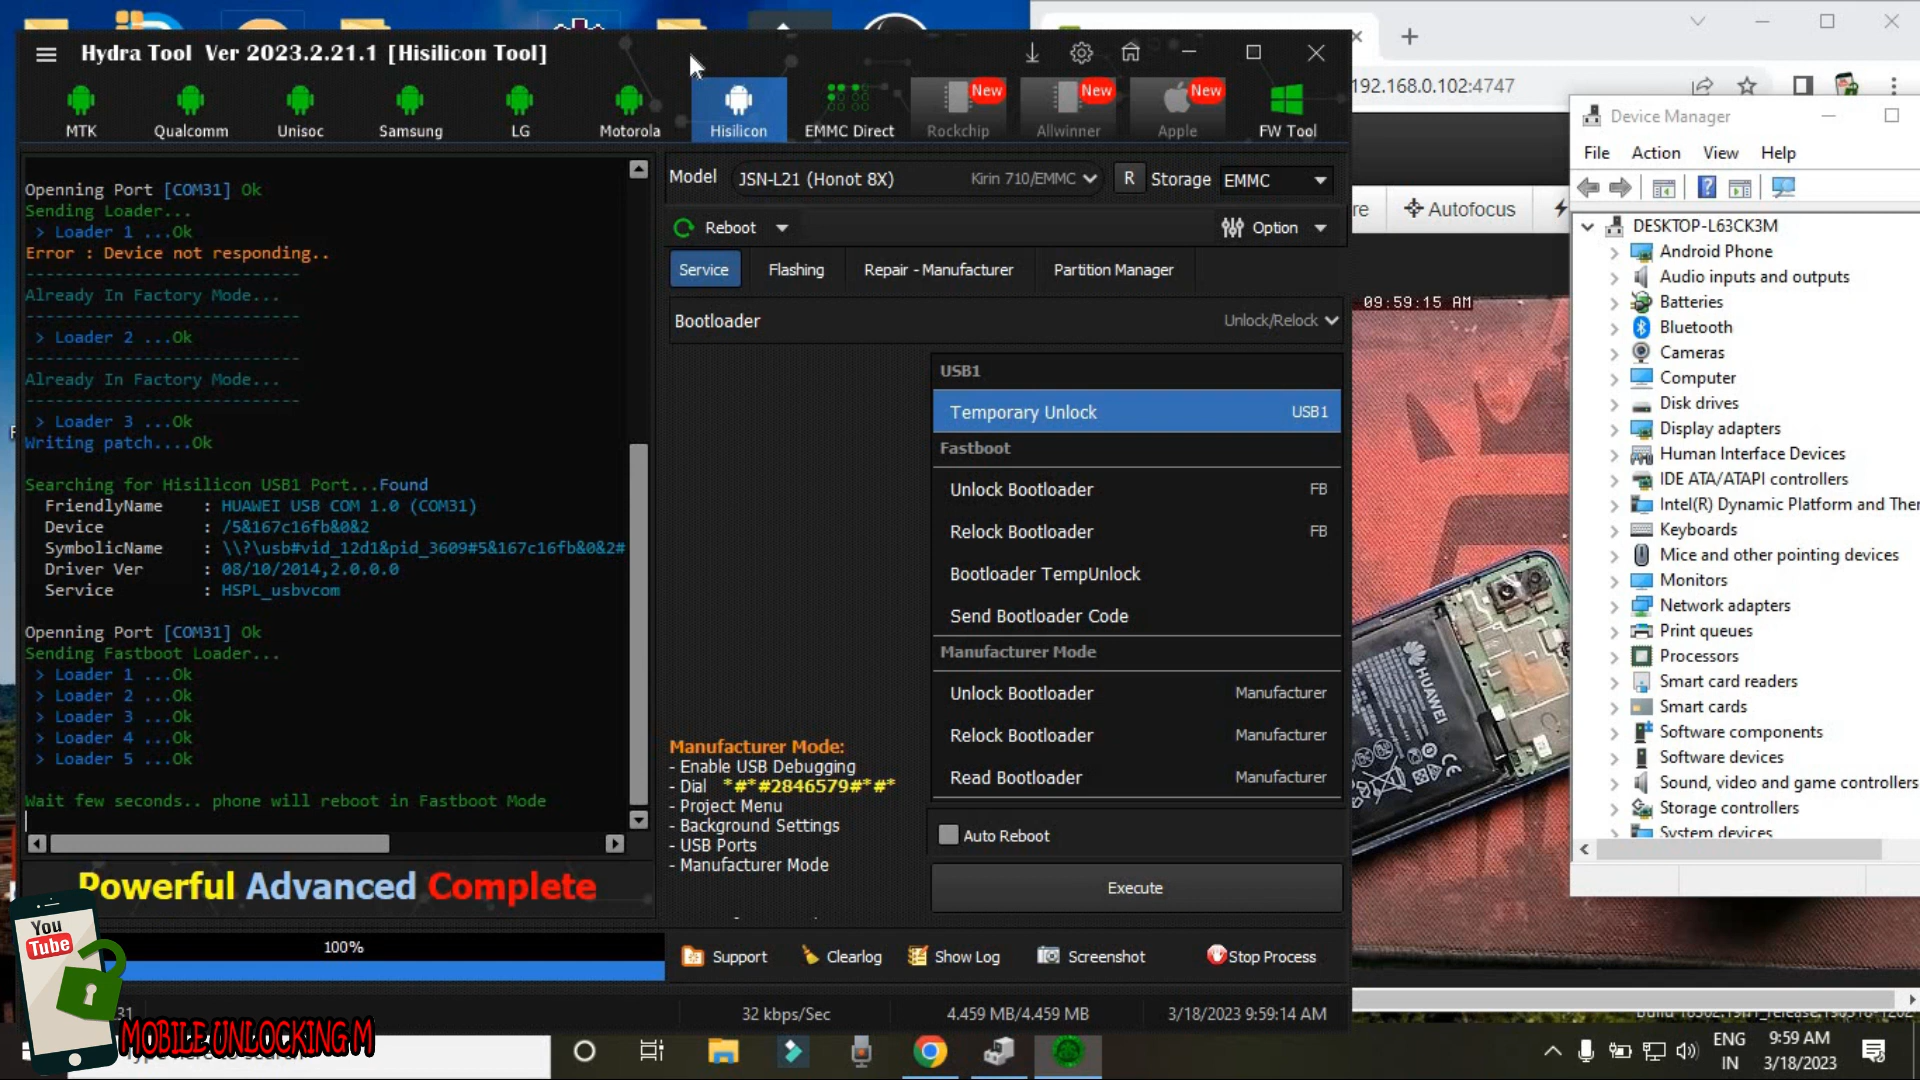 Hydra Tool Ver 2023.2.21.1 [Hisilicon Tool]
MTK
Qualcomm
Unisoc
Samsung
LG
Motorola
Hisilicon
EMMC Direct
Rockchip
New
Allwinner
New
Apple
New
FW Tool
Openning Port [COM31] Ok
Sending Loader...
> Loader 1 ...Ok
Error : Device not responding..
---------------------------
Already In Factory Mode...
---------------------------
> Loader 2 ...Ok
---------------------------
Already In Factory Mode...
---------------------------
> Loader 3 ...Ok
Writing patch....Ok
Searching for Hisilicon USB1 Port...Found
FriendlyName : HUAWEI USB COM 1.0 (COM31)
Device : /5&167c16fb&0&2
SymbolicName : \\?\usb#vid_12d1&pid_3609#5&167c16fb&0&2#
Driver Ver : 08/10/2014,2.0.0.0
Service : HSPL_usbvcom
Openning Port [COM31] Ok
Sending Fastboot Loader...
> Loader 1 ...Ok
> Loader 2 ...Ok
> Loader 3 ...Ok
> Loader 4 ...Ok
> Loader 5 ...Ok
Wait few seconds.. phone will reboot in Fastboot Mode
Powerful Advanced Complete
100%
Model JSN-L21 (Honot 8X) Kirin 710/EMMC R Storage EMMC
Reboot
Option
Service
Flashing
Repair - Manufacturer
Partition Manager
Bootloader Unlock/Relock
USB1
Temporary Unlock USB1
Fastboot
Unlock Bootloader FB
Relock Bootloader FB
Bootloader TempUnlock
Send Bootloader Code
Manufacturer Mode
Unlock Bootloader Manufacturer
Relock Bootloader Manufacturer
Read Bootloader Manufacturer
Manufacturer Mode:
- Enable USB Debugging
- Dial *#*#2846579#*#*
- Project Menu
- Background Settings
- USB Ports
- Manufacturer Mode
Auto Reboot
Execute
Support
Clearlog
Show Log
Screenshot
Stop Process
32 kbps/Sec
4.459 MB/4.459 MB
3/18/2023 9:59:14 AM
192.168.0.102:4747
Autofocus
09:59:15 AM
HUAWEI
Device Manager
File Action View Help
DESKTOP-L63CK3M
Android Phone
Audio inputs and outputs
Batteries
Bluetooth
Cameras
Computer
Disk drives
Display adapters
Human Interface Devices
IDE ATA/ATAPI controllers
Intel(R) Dynamic Platform and
Keyboards
Mice and other pointing devices
Monitors
Network adapters
Print queues
Processors
Smart card readers
Smart cards
Software components
Software devices
Sound, video and game controllers
Storage controllers
System devices
You
Tube
MOBILE UNLOCKING M
ENG
IN
9:59 AM
3/18/2023